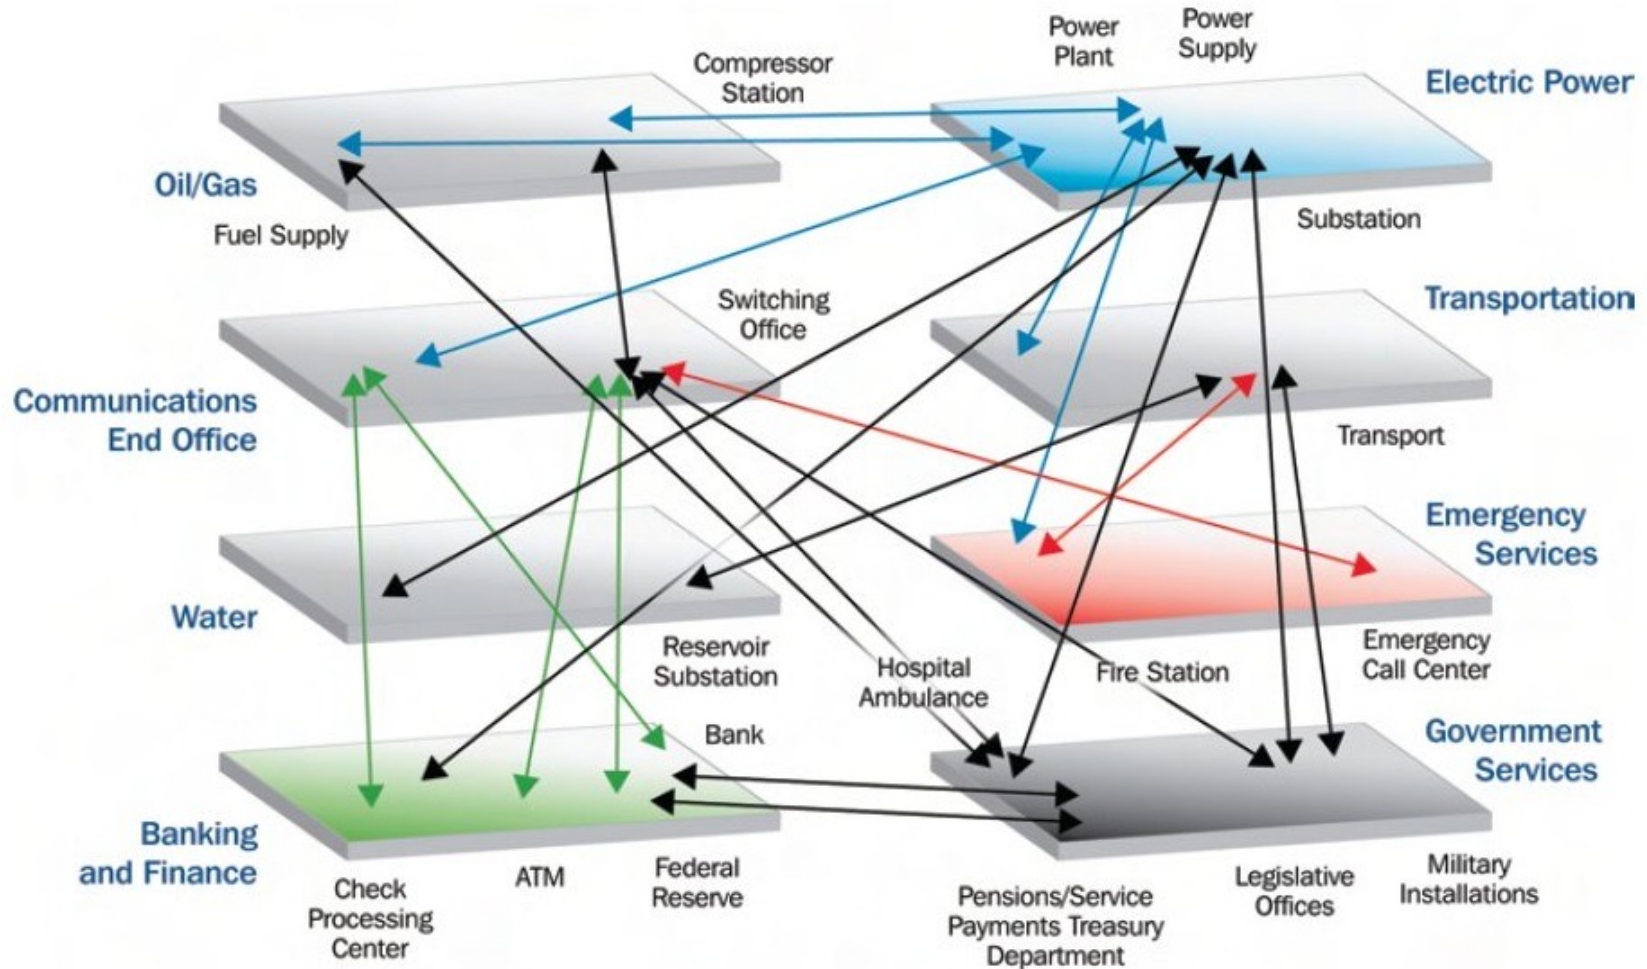 Power
Plant
Power
Supply
Compressor
Station
Electric Power
Oil/Gas
Fuel Supply
Substation
Switching
Office
Transportation
Communications
End Office
Transport
Emergency
Services
Water
Reservoir
Substation
Hospital
Ambulance
Fire Station
Emergency
Call Center
Bank
Government
Services
Banking
and Finance
Check
Processing
Center
ATM
Federal
Reserve
Pensions/Service
Payments Treasury
Department
Legislative
Offices
Military
Installations